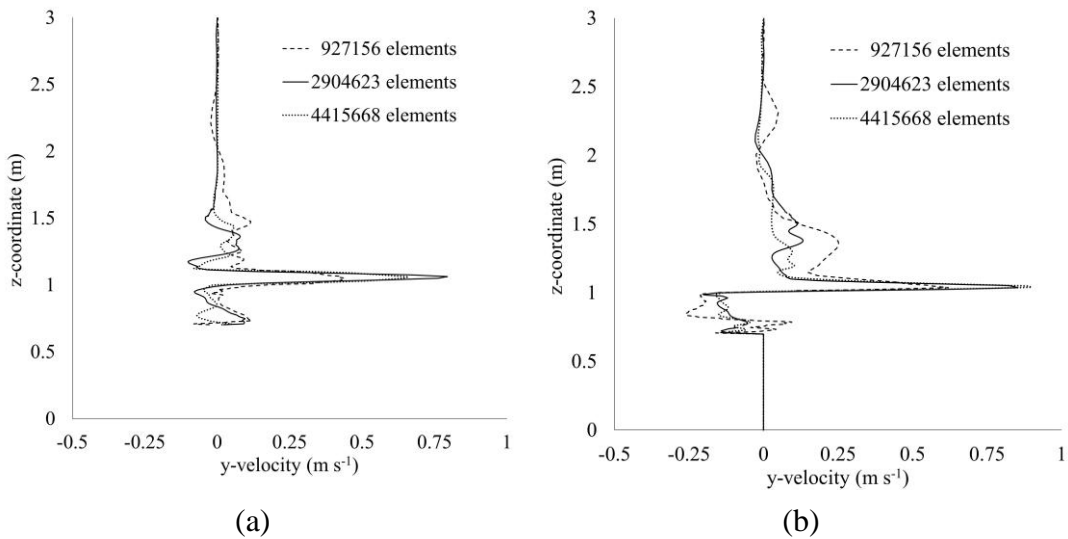 3
927156 elements
2904623 elements
4415668 elements
2.5
2
1.5
1
0.5
0
z-coordinate (m)
-0.5 -0.25 0 0.25 0.5 0.75 1
y-velocity (m s-1)
(a)
3
927156 elements
2904623 elements
4415668 elements
2.5
2
1.5
1
0.5
0
z-coordinate (m)
-0.5 -0.25 0 0.25 0.5 0.75 1
y-velocity (m s-1)
(b)